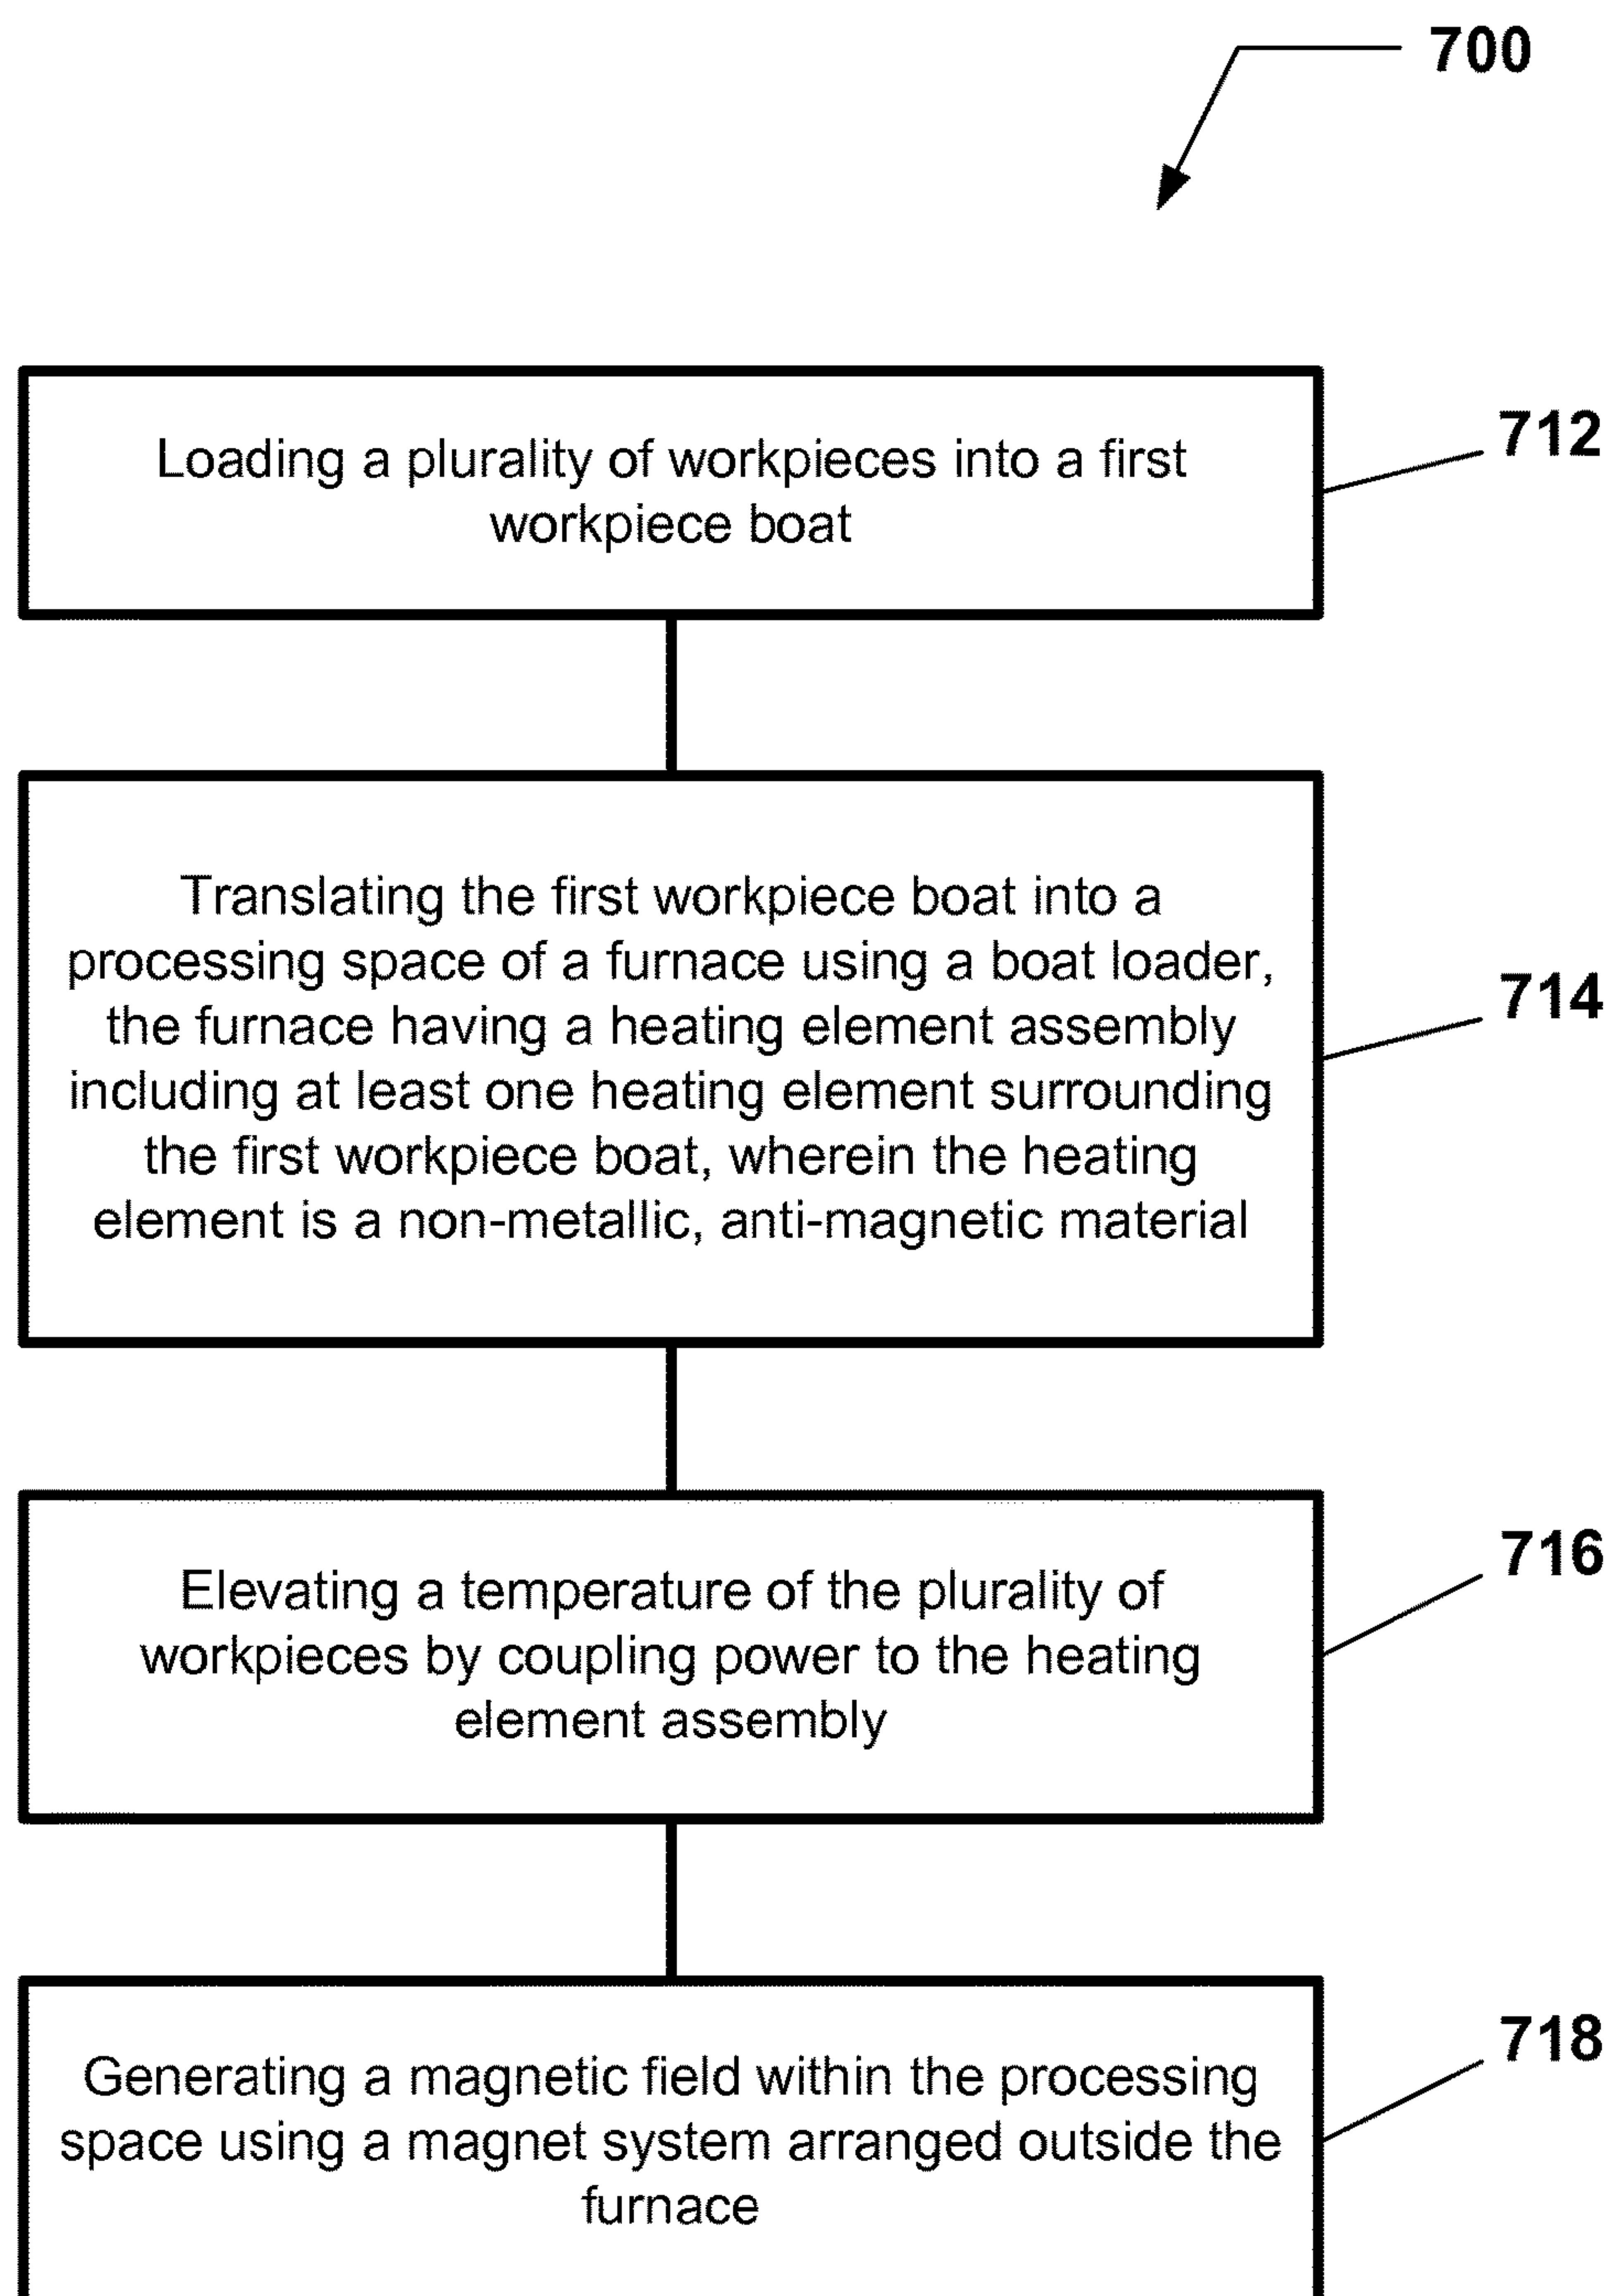 700
Loading a plurality of workpieces into a first
workpiece boat
712
Translating the first workpiece boat into a
processing space of a furnace using a boat loader,
the furnace having a heating element assembly
including at least one heating element surrounding
the first workpiece boat, wherein the heating
element is a non-metallic, anti-magnetic material
714
Elevating a temperature of the plurality of
workpieces by coupling power to the heating
element assembly
716
Generating a magnetic field within the processing
space using a magnet system arranged outside the
furnace
718